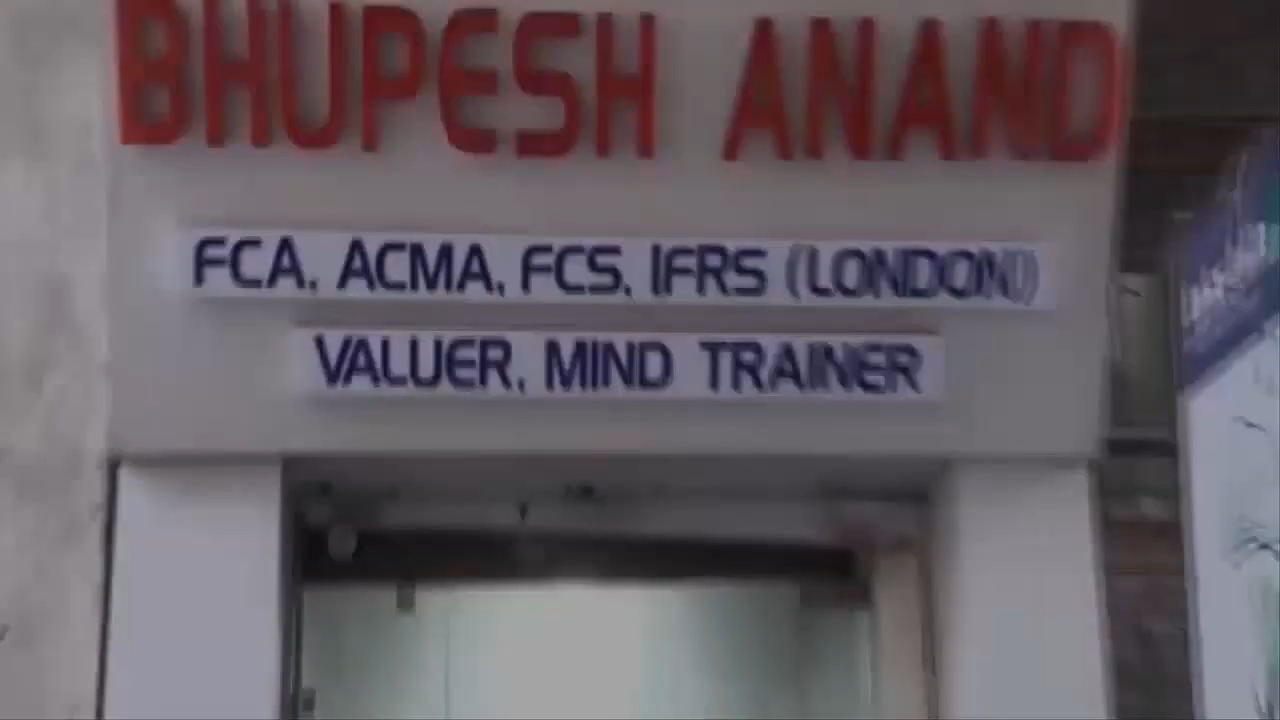 BHUPESH ANAND
FCA, ACMA, FCS, IFRS (LONDON)
VALUER, MIND TRAINER